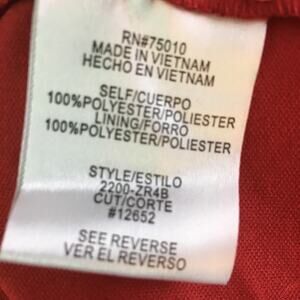 RN#75010
MADE IN VIETNAM
HECHO EN VIETNAM
SELF/CUERPO
100%POLYESTER/POLIESTER
LINING/FORRO
100%POLYESTER/POLIESTER
STYLE/ESTILO
2200-ZR4B
CUT/CORTE
#12652
SEE REVERSE
VER EL REVERSO